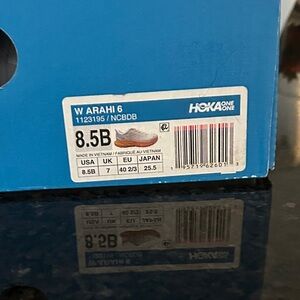 W ARAHI 6
1123195 / NCBDB
HOKA ONE ONE
8.5B
MADE IN VIETNAM / FABRIQUÉ AU VIETNAM
USA UK EU JAPAN
8.5B 7 40 2/3 25.5